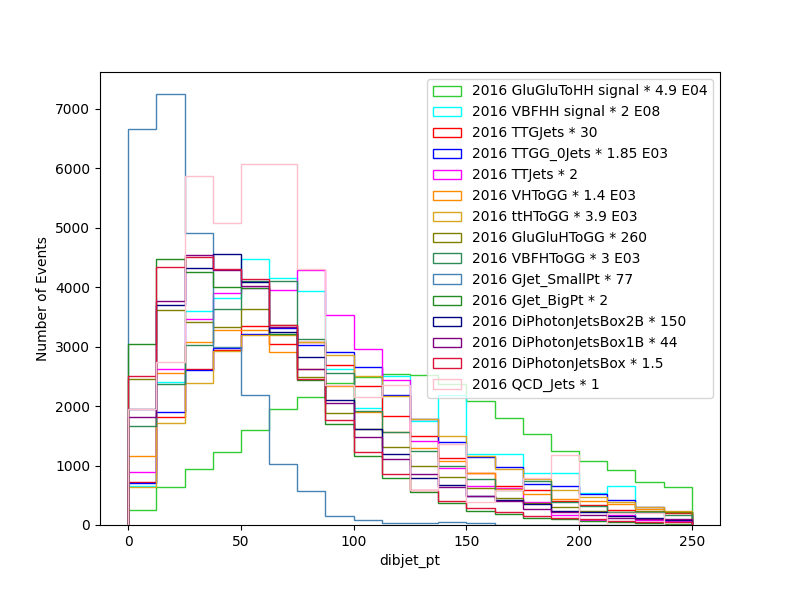 7000
6000
5000
4000
3000
2000
1000
0
Number of Events
0
50
100
150
200
250
dibjet_pt
2016 GluGluToHH signal * 4.9 E04
2016 VBFHH signal * 2 E08
2016 TTGJets * 30
2016 TTGG_0Jets * 1.85 E03
2016 TTJets * 2
2016 VHToGG * 1.4 E03
2016 ttHToGG * 3.9 E03
2016 GluGluHToGG * 260
2016 VBFHToGG * 3 E03
2016 GJet_SmallPt * 77
2016 GJet_BigPt * 2
2016 DiPhotonJetsBox2B * 150
2016 DiPhotonJetsBox1B * 44
2016 DiPhotonJetsBox * 1.5
2016 QCD_Jets * 1